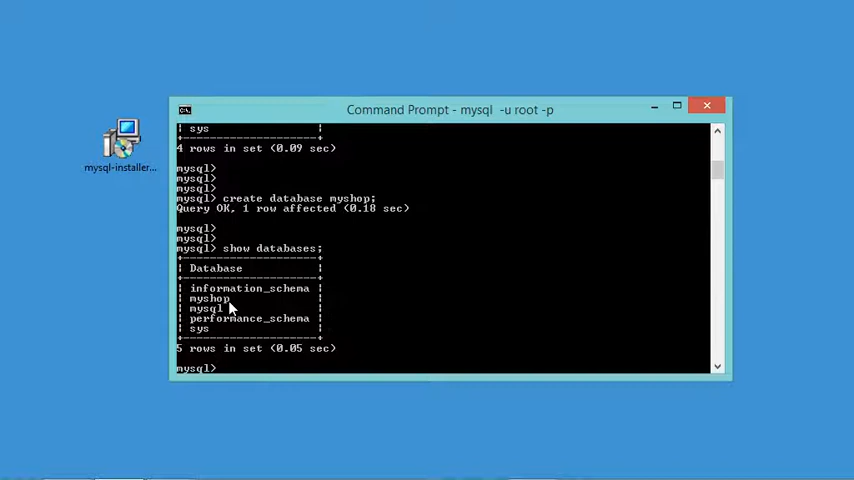 Command Prompt - mysql -u root -p
| sys |
+--------------------+
4 rows in set (0.09 sec)
mysql>
mysql>
mysql>
mysql> create database myshop;
Query OK, 1 row affected (0.18 sec)
mysql>
mysql>
mysql> show databases;
+--------------------+
| Database |
+--------------------+
| information_schema |
| myshop |
| mysql |
| performance_schema |
| sys |
+--------------------+
5 rows in set (0.05 sec)
mysql>
mysql-installer...